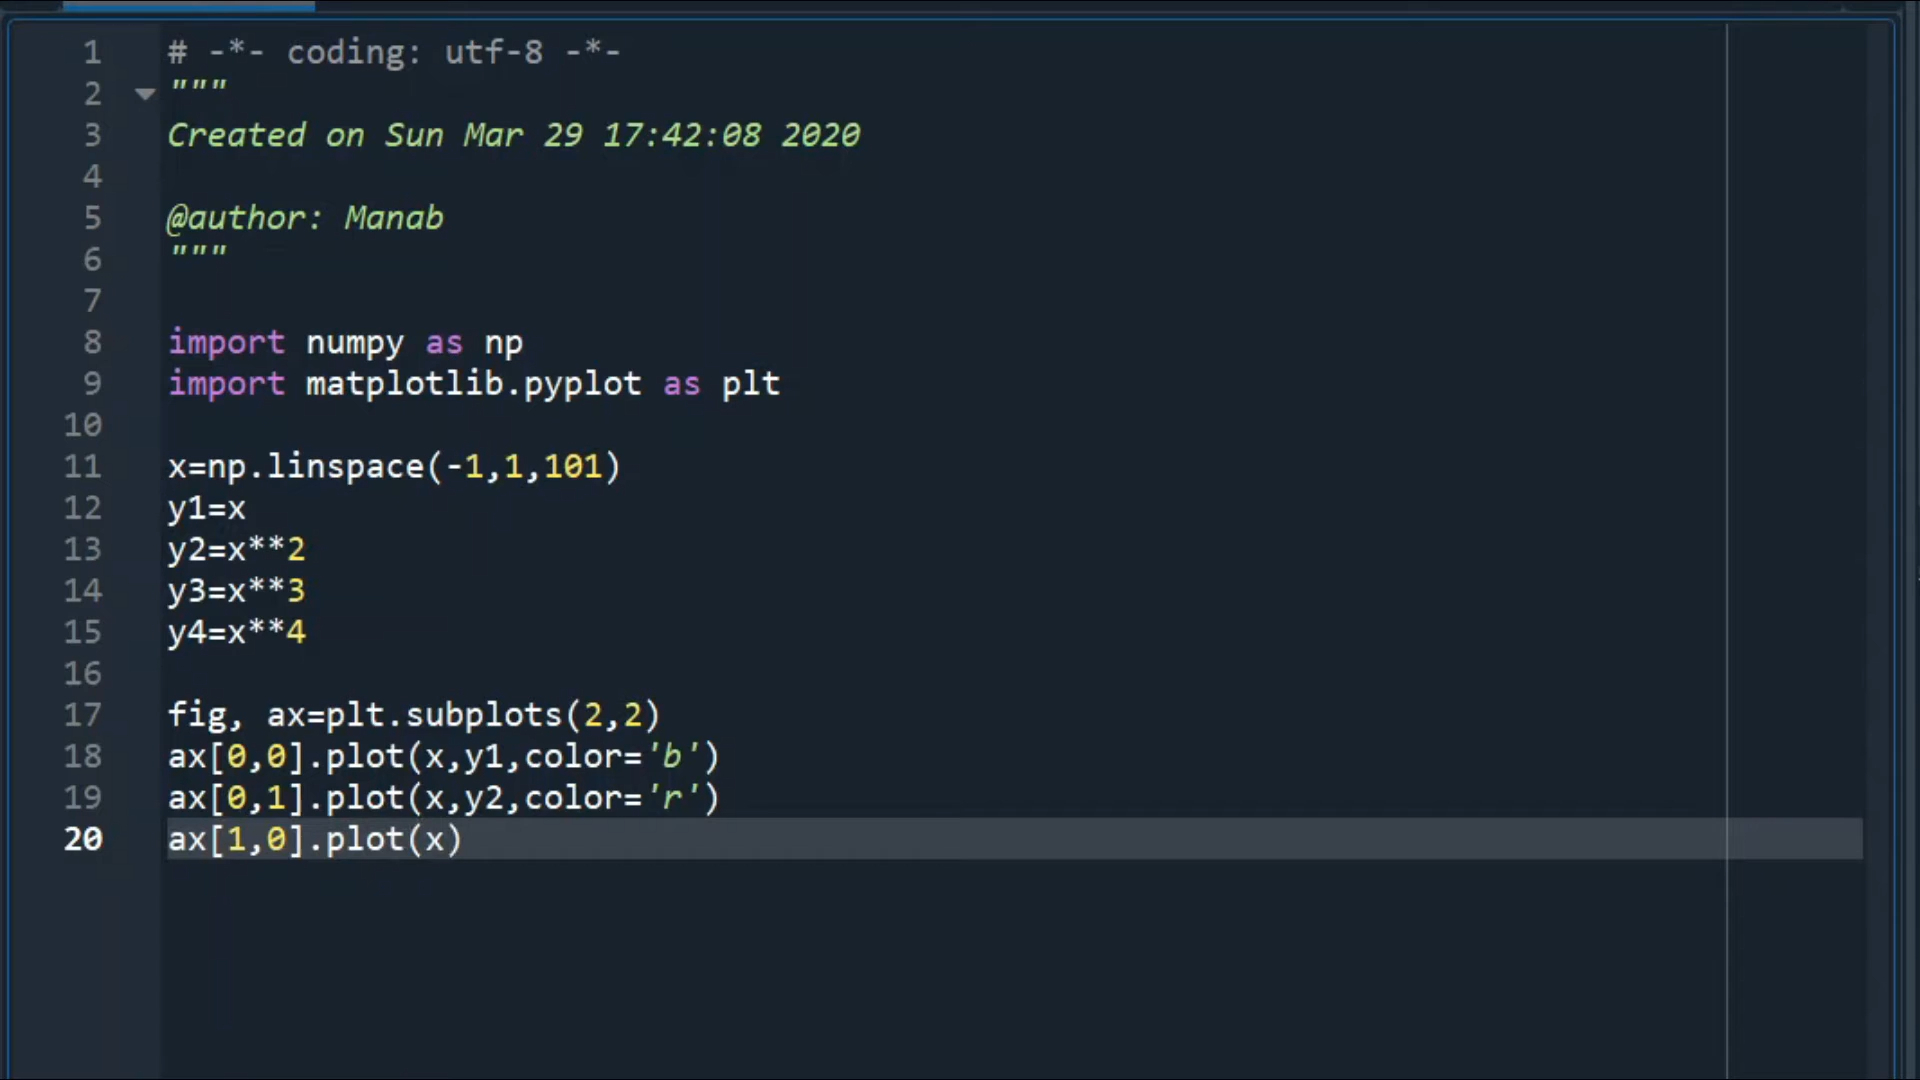 1 # -*- coding: utf-8 -*-
2 """
3 Created on Sun Mar 29 17:42:08 2020
4
5 @author: Manab
6 """
7
8 import numpy as np
9 import matplotlib.pyplot as plt
10
11 x=np.linspace(-1,1,101)
12 y1=x
13 y2=x**2
14 y3=x**3
15 y4=x**4
16
17 fig, ax=plt.subplots(2,2)
18 ax[0,0].plot(x,y1,color='b')
19 ax[0,1].plot(x,y2,color='r')
20 ax[1,0].plot(x)